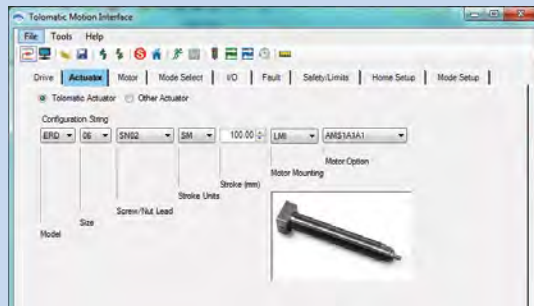 Tolomatic Motion Interface
File Tools Help
Drive Actuator Motor Mode Select I/O Fault Safety/Limits Home Setup Mode Setup
Tolomatic Actuator Other Actuator
Configuration String
ERD 06 SN02 SM 100.00 LMI AMS1A3A1
Motor Option
Motor Mounting
Stroke (mm)
Stroke Units
Screw/Nut Lead
Size
Model